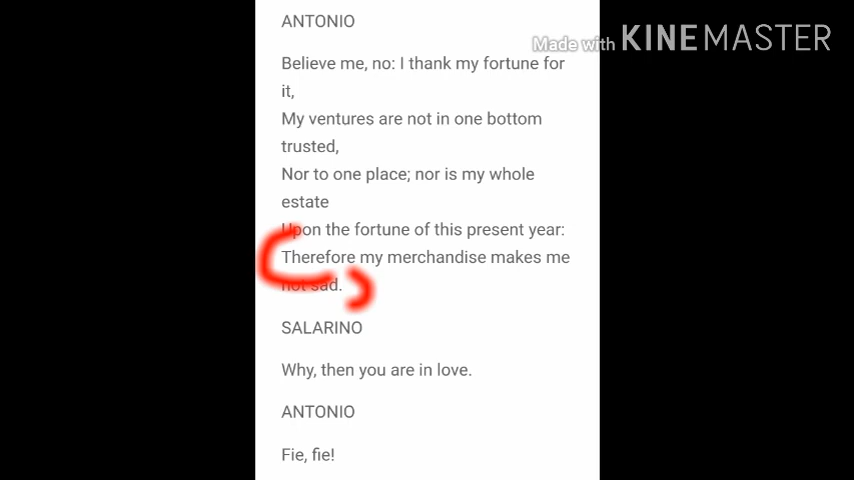 ANTONIO
Made with KINEMASTER
Believe me, no: I thank my fortune for
it,
My ventures are not in one bottom
trusted,
Nor to one place; nor is my whole
estate
Upon the fortune of this present year:
Therefore my merchandise makes me
not sad.
SALARINO
Why, then you are in love.
ANTONIO
Fie, fie!